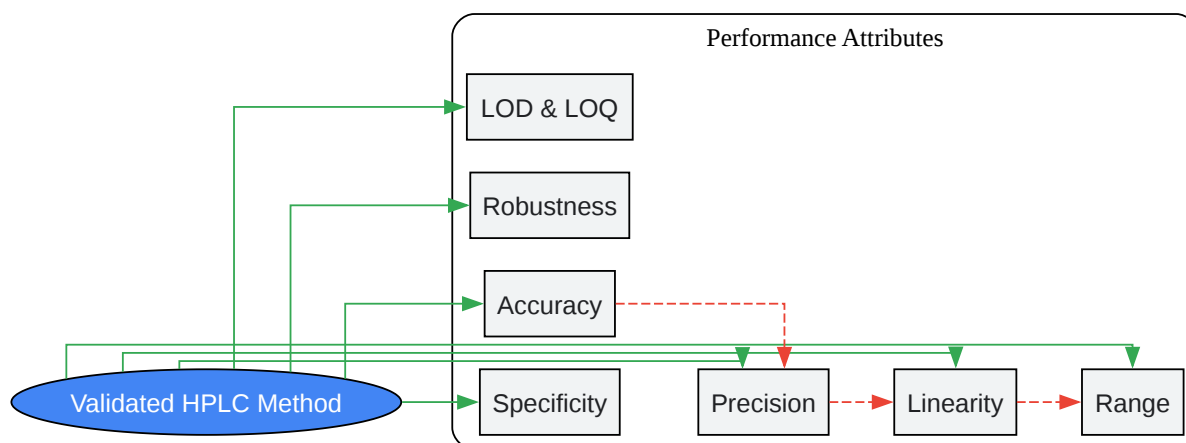 Performance Attributes
LOD & LOQ
Robustness
Accuracy
Validated HPLC Method
Specificity
Precision
Linearity
Range